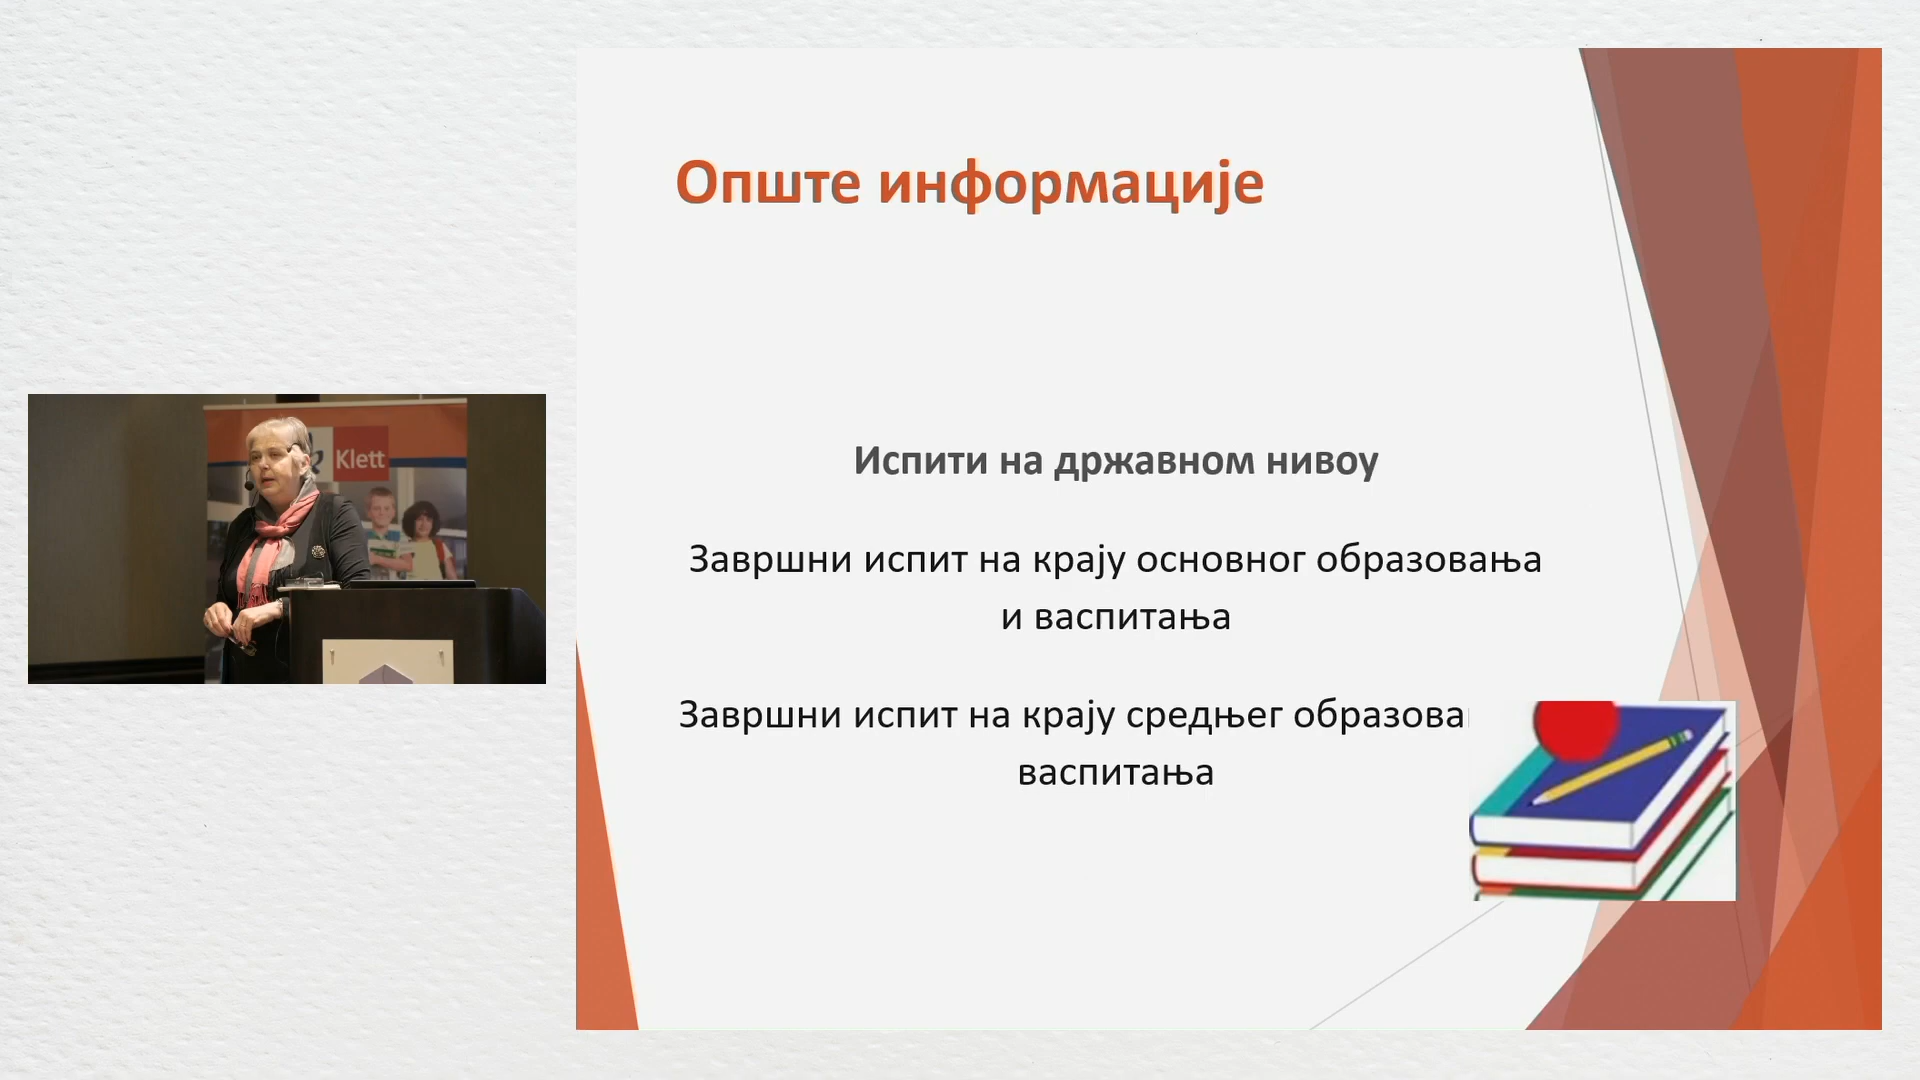 Опште информације
Klett
Испити на државном нивоу
Завршни испит на крају основног образовања
и васпитања
Завршни испит на крају средњег
васпитања